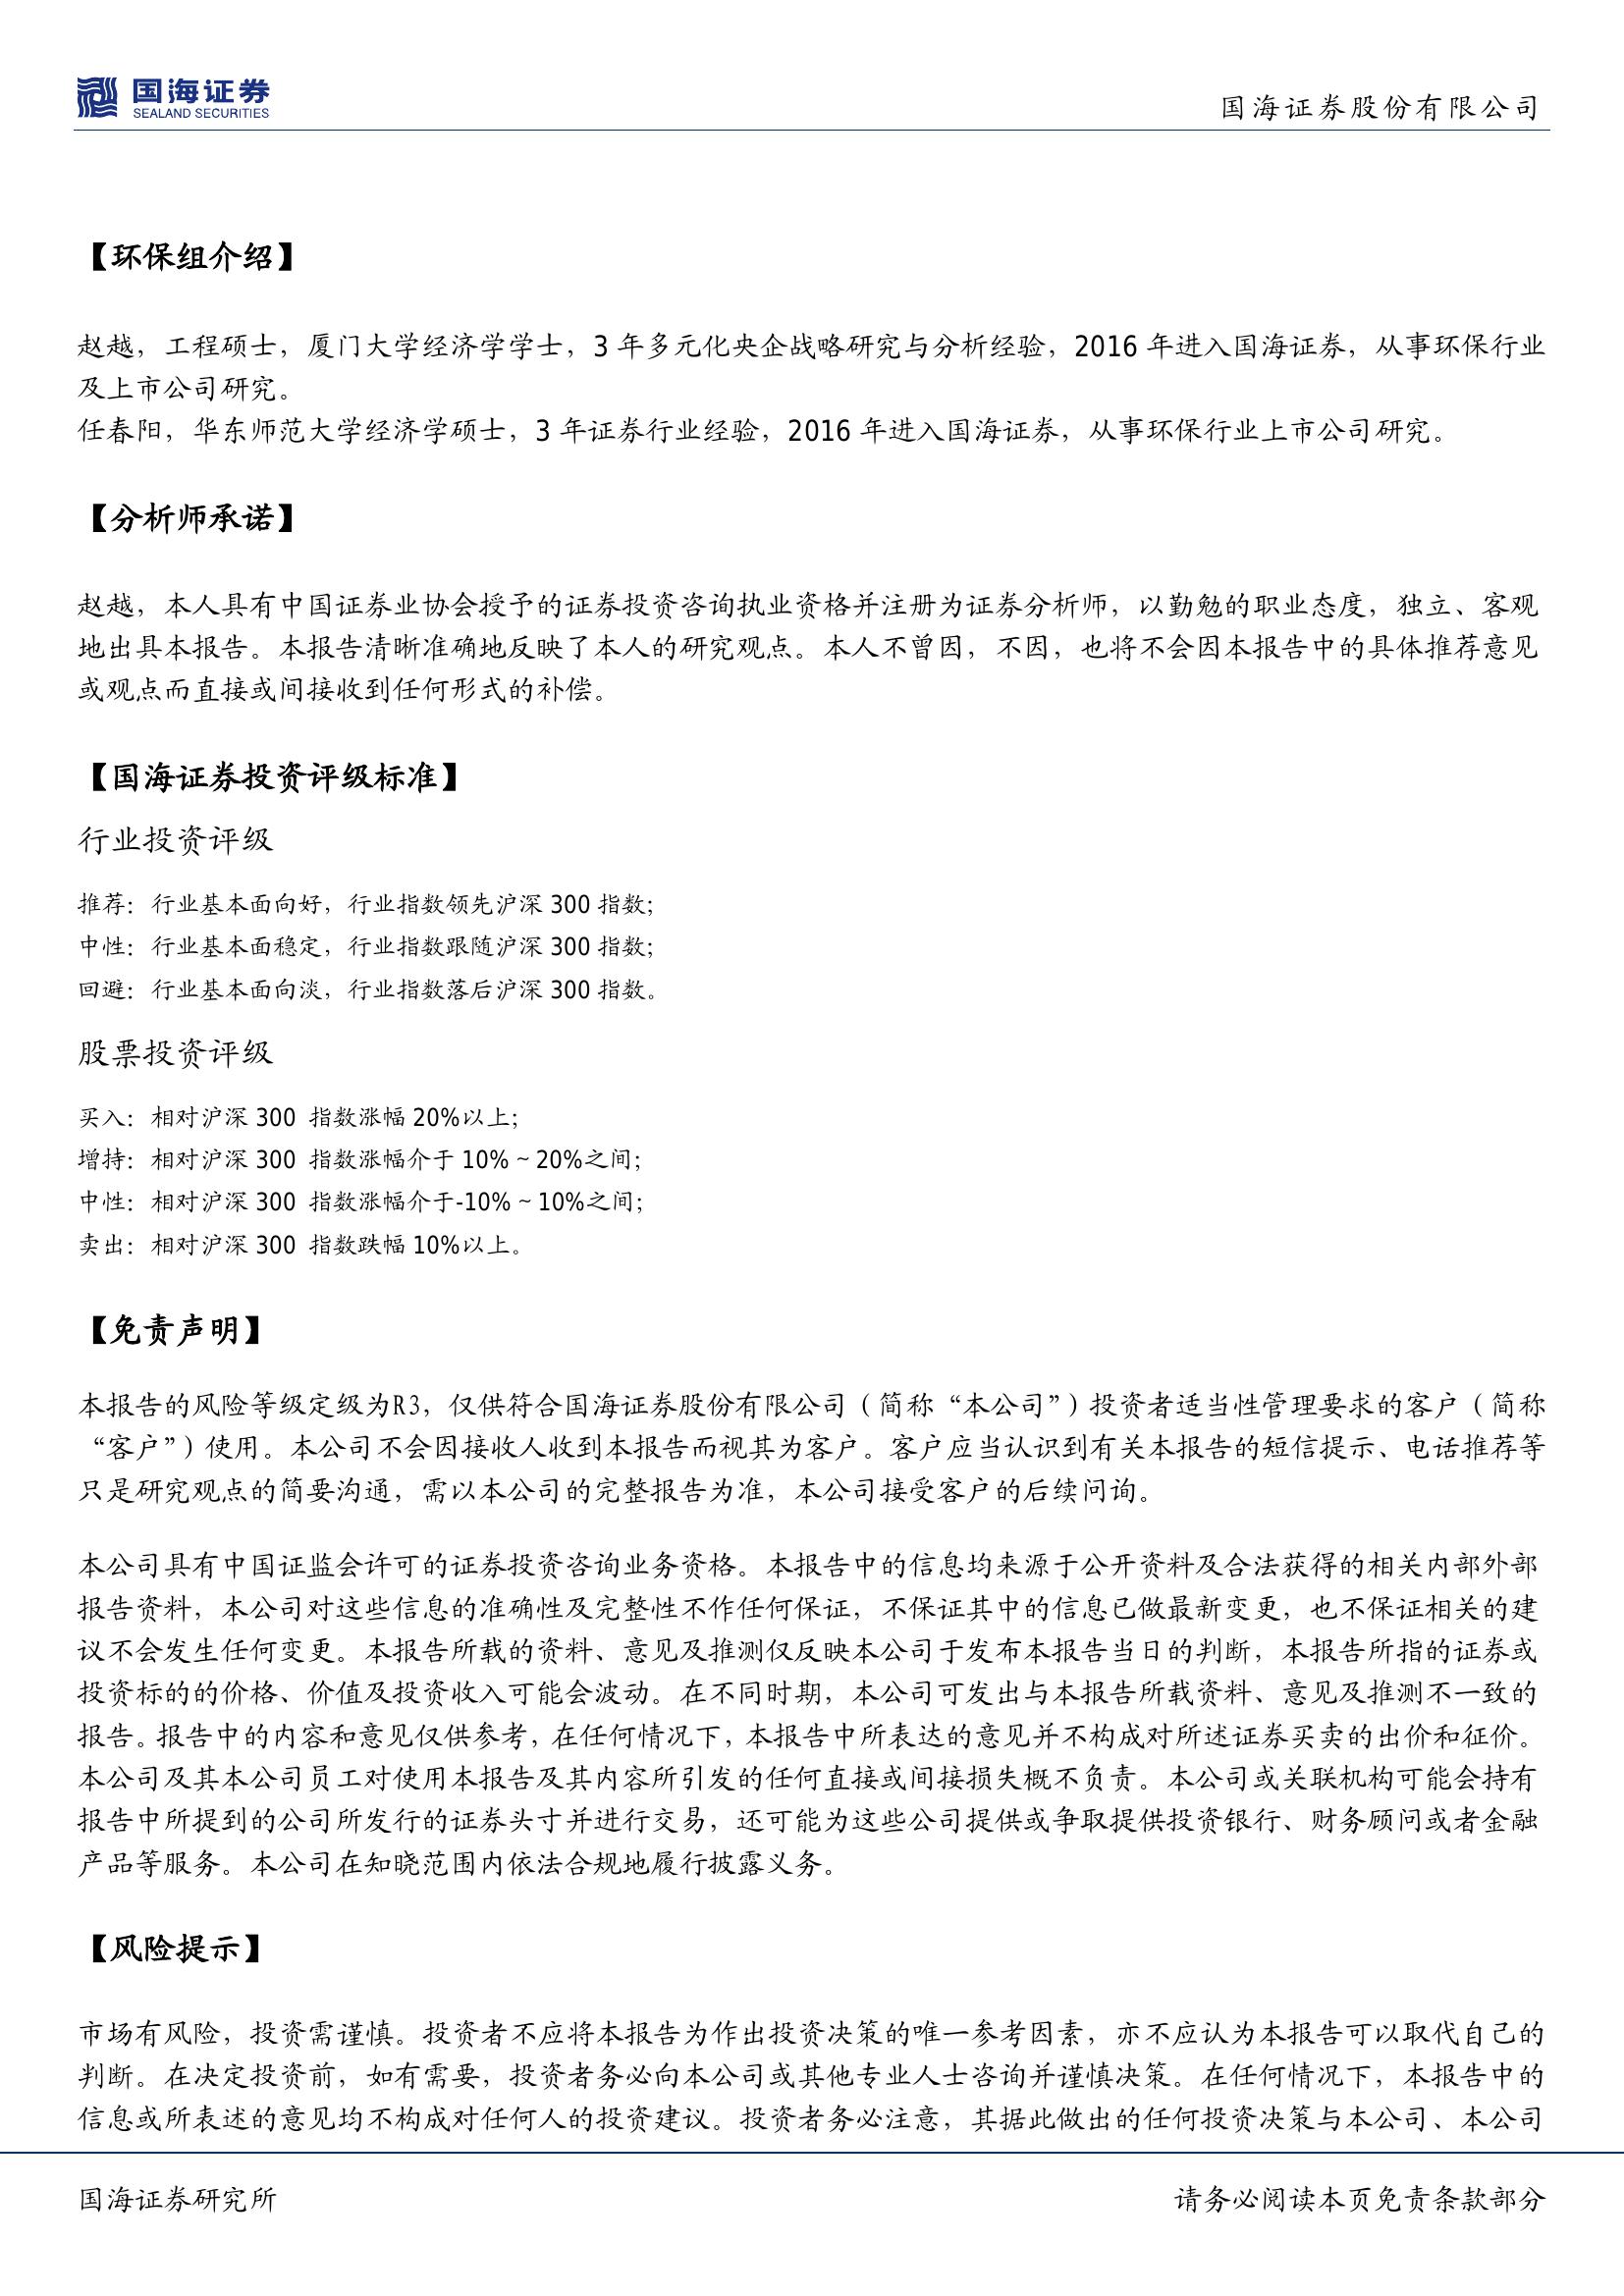 国海证券
SEALAND SECURITIES
国海证券股份有限公司
【环保组介绍】
赵越，工程硕士，厦门大学经济学学士，3 年多元化央企战略研究与分析经验，2016 年进入国海证券，从事环保行业
及上市公司研究。
任春阳，华东师范大学经济学硕士，3 年证券行业经验，2016 年进入国海证券，从事环保行业上市公司研究。
【分析师承诺】
赵越，本人具有中国证券业协会授予的证券投资咨询执业资格并注册为证券分析师，以勤勉的职业态度，独立、客观
地出具本报告。本报告清晰准确地反映了本人的研究观点。本人不曾因，不因，也将不会因本报告中的具体推荐意见
或观点而直接或间接收到任何形式的补偿。
【国海证券投资评级标准】
行业投资评级
推荐：行业基本面向好，行业指数领先沪深 300 指数；
中性：行业基本面稳定，行业指数跟随沪深 300 指数；
回避：行业基本面向淡，行业指数落后沪深 300 指数。
股票投资评级
买入：相对沪深 300 指数涨幅 20%以上；
增持：相对沪深 300 指数涨幅介于 10%～20%之间；
中性：相对沪深 300 指数涨幅介于-10%～10%之间；
卖出：相对沪深 300 指数跌幅 10%以上。
【免责声明】
本报告的风险等级定级为R3，仅供符合国海证券股份有限公司（简称“本公司”）投资者适当性管理要求的客户（简称
“客户”）使用。本公司不会因接收人收到本报告而视其为客户。客户应当认识到有关本报告的短信提示、电话推荐等
只是研究观点的简要沟通，需以本公司的完整报告为准，本公司接受客户的后续问询。
本公司具有中国证监会许可的证券投资咨询业务资格。本报告中的信息均来源于公开资料及合法获得的相关内部外部
报告资料，本公司对这些信息的准确性及完整性不作任何保证，不保证其中的信息已做最新变更，也不保证相关的建
议不会发生任何变更。本报告所载的资料、意见及推测仅反映本公司于发布本报告当日的判断，本报告所指的证券或
投资标的的价格、价值及投资收入可能会波动。在不同时期，本公司可发出与本报告所载资料、意见及推测不一致的
报告。报告中的内容和意见仅供参考，在任何情况下，本报告中所表达的意见并不构成对所述证券买卖的出价和征价。
本公司及其本公司员工对使用本报告及其内容所引发的任何直接或间接损失概不负责。本公司或关联机构可能会持有
报告中所提到的公司所发行的证券头寸并进行交易，还可能为这些公司提供或争取提供投资银行、财务顾问或者金融
产品等服务。本公司在知晓范围内依法合规地履行披露义务。
【风险提示】
市场有风险，投资需谨慎。投资者不应将本报告为作出投资决策的唯一参考因素，亦不应认为本报告可以取代自己的
判断。在决定投资前，如有需要，投资者务必向本公司或其他专业人士咨询并谨慎决策。在任何情况下，本报告中的
信息或所表述的意见均不构成对任何人的投资建议。投资者务必注意，其据此做出的任何投资决策与本公司、本公司
国海证券研究所
请务必阅读本页免责条款部分